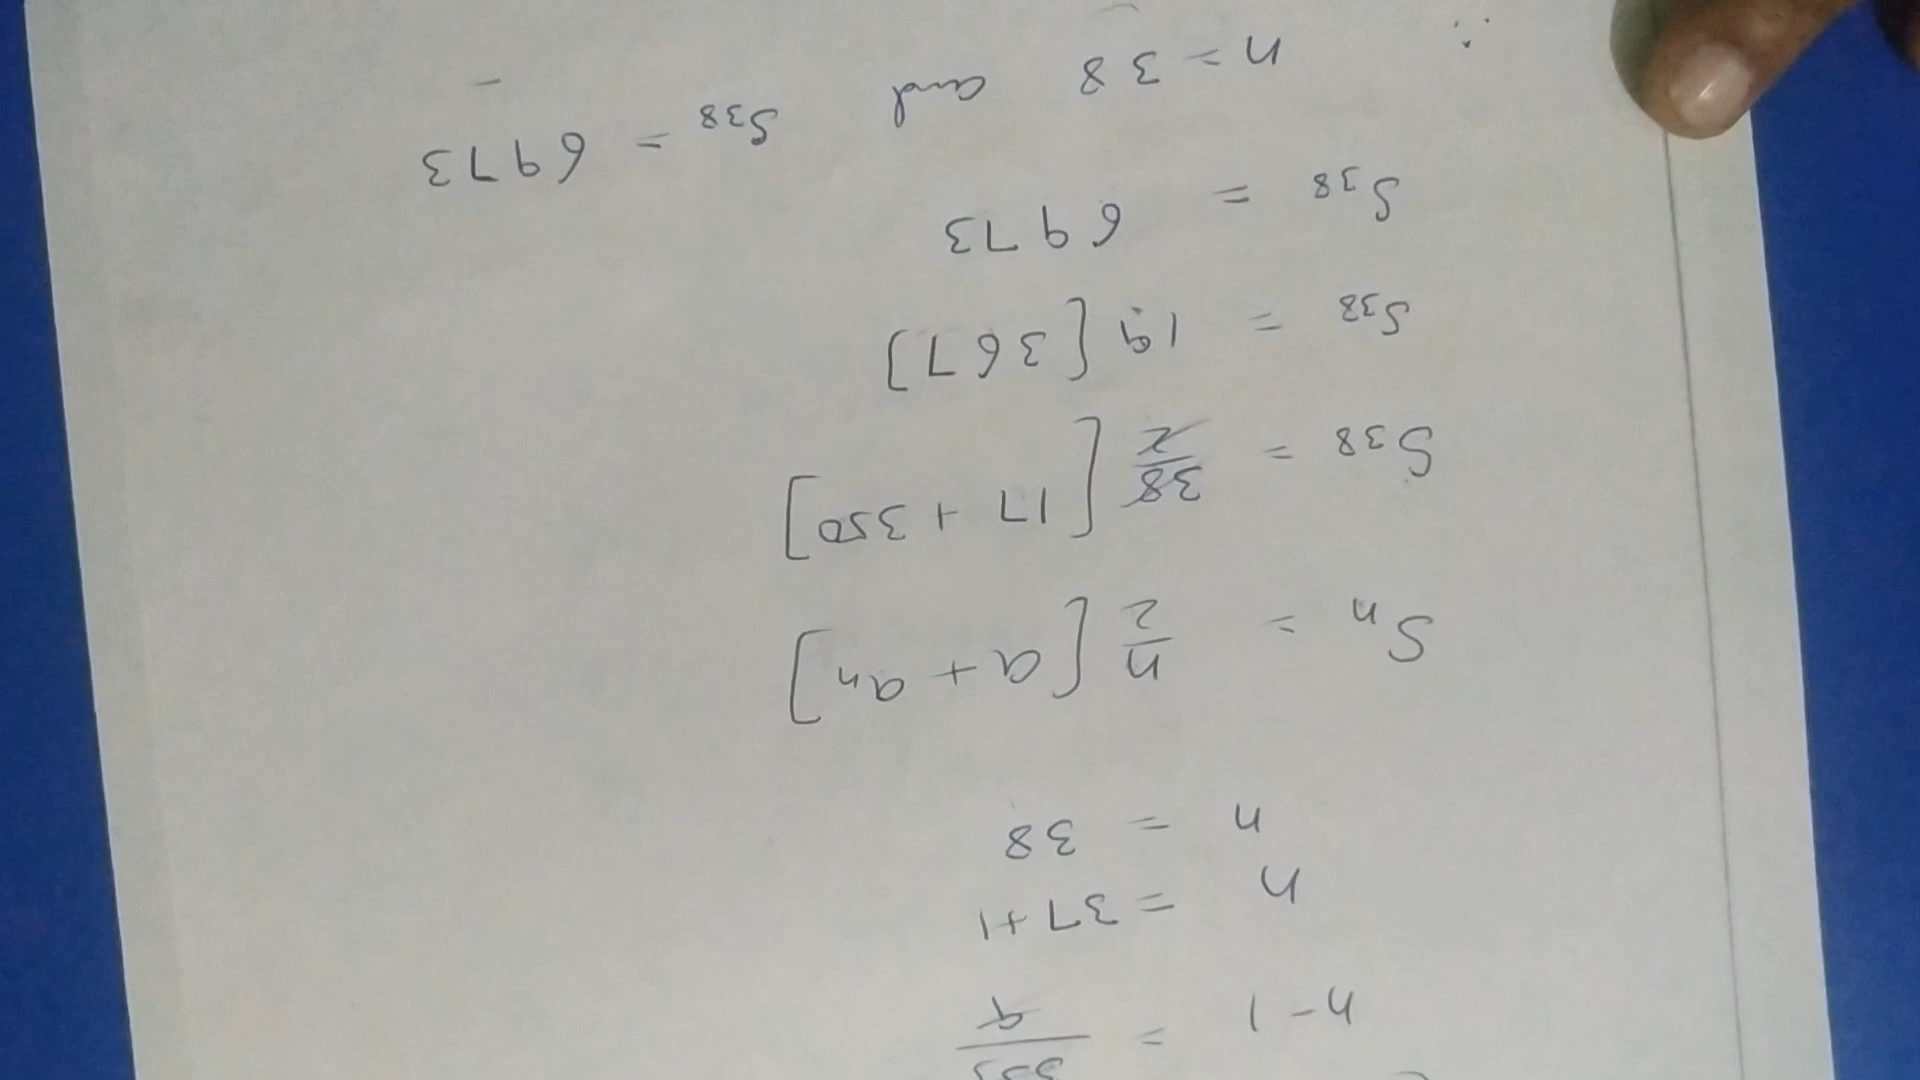 n - 1 = 333/9
n = 37+1
n = 38
Sn = n/2 [a + an]
S38 = 38/2 [17 + 350]
S38 = 19 [367]
S38 = 6973
∴ n = 38 and S38 = 6973